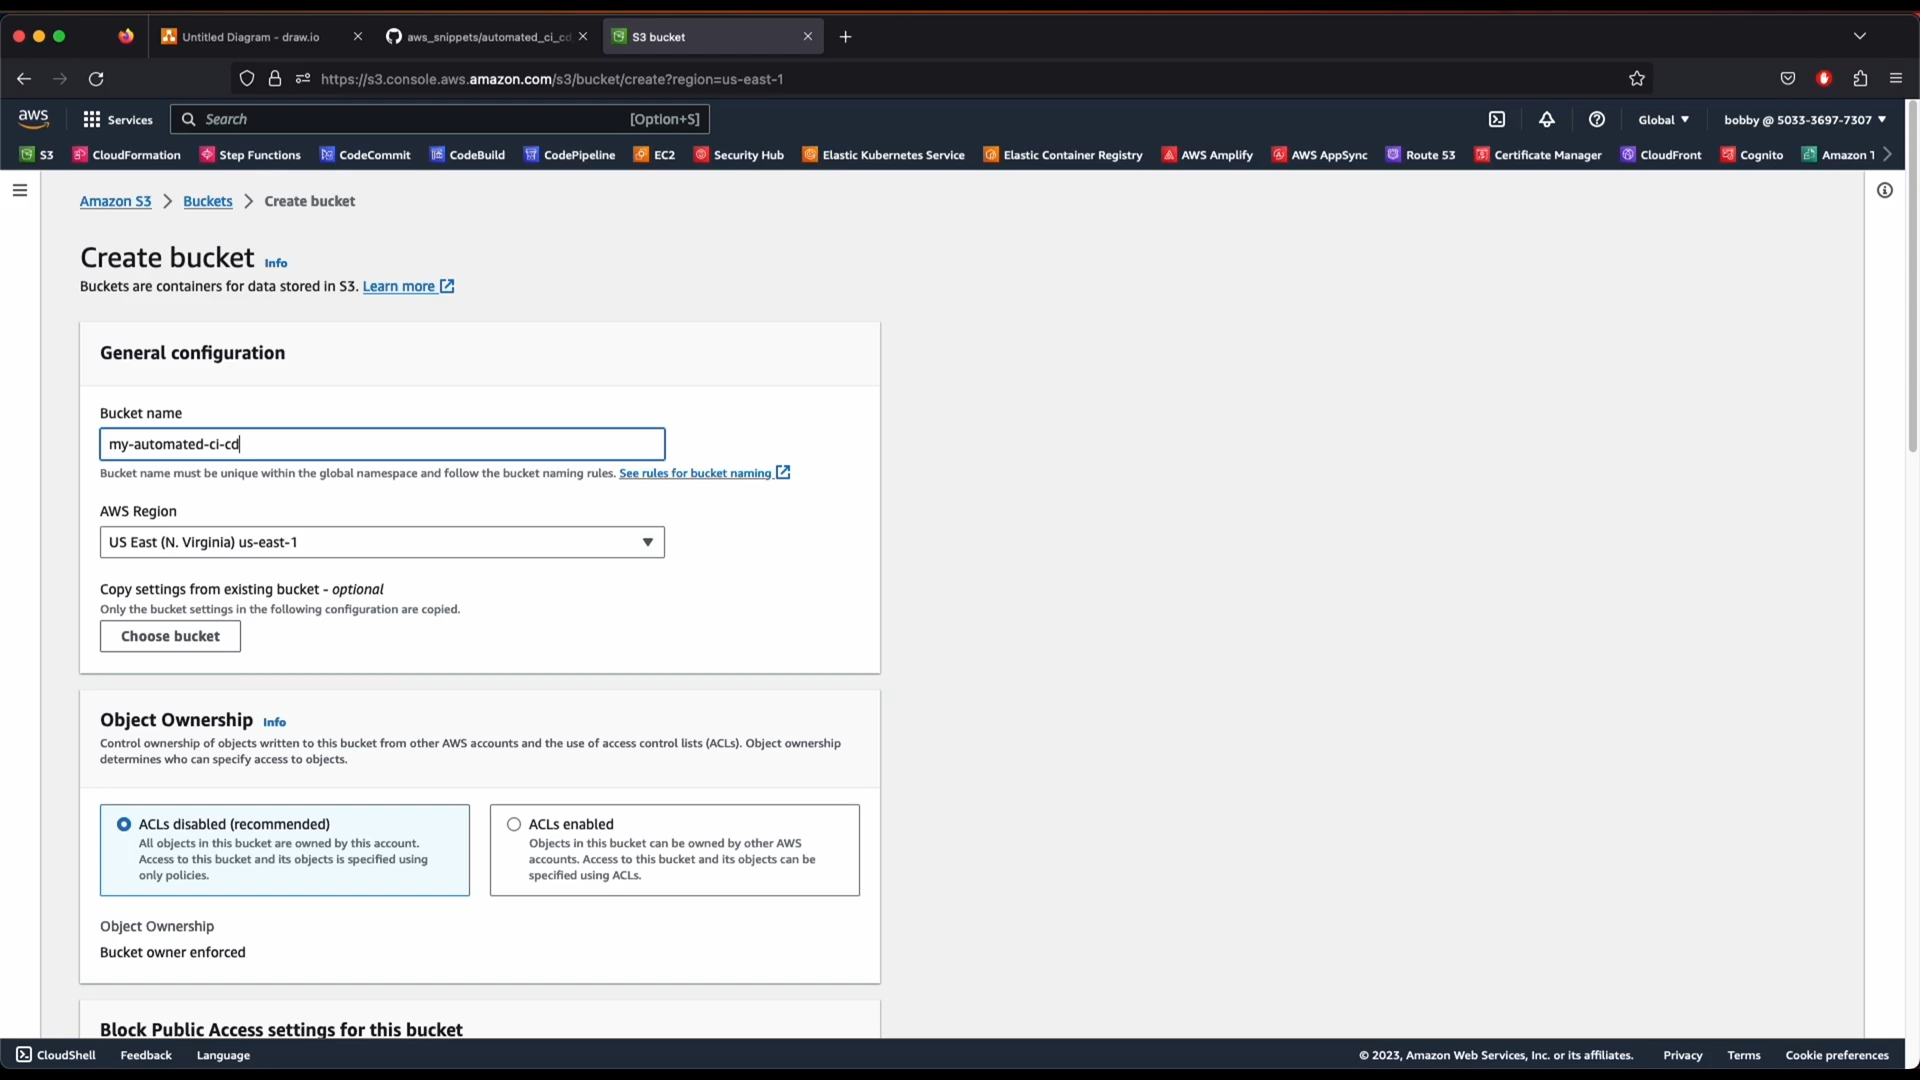 Untitled Diagram - draw.io
aws_snippets/automated_ci_cd
S3 bucket
https://s3.console.aws.amazon.com/s3/bucket/create?region=us-east-1
aws
Services
Search
[Option+S]
Global
bobby @ 5033-3697-7307
S3
CloudFormation
Step Functions
CodeCommit
CodeBuild
CodePipeline
EC2
Security Hub
Elastic Kubernetes Service
Elastic Container Registry
AWS Amplify
AWS AppSync
Route 53
Certificate Manager
CloudFront
Cognito
Amazon T
Amazon S3 > Buckets > Create bucket
Create bucket Info
Buckets are containers for data stored in S3. Learn more
General configuration
Bucket name
my-automated-ci-cd
Bucket name must be unique within the global namespace and follow the bucket naming rules. See rules for bucket naming
AWS Region
US East (N. Virginia) us-east-1
Copy settings from existing bucket - optional
Only the bucket settings in the following configuration are copied.
Choose bucket
Object Ownership Info
Control ownership of objects written to this bucket from other AWS accounts and the use of access control lists (ACLs). Object ownership
determines who can specify access to objects.
ACLs disabled (recommended)
All objects in this bucket are owned by this account.
Access to this bucket and its objects is specified using
only policies.
ACLs enabled
Objects in this bucket can be owned by other AWS
accounts. Access to this bucket and its objects can be
specified using ACLs.
Object Ownership
Bucket owner enforced
Block Public Access settings for this bucket
CloudShell
Feedback
Language
© 2023, Amazon Web Services, Inc. or its affiliates.
Privacy
Terms
Cookie preferences